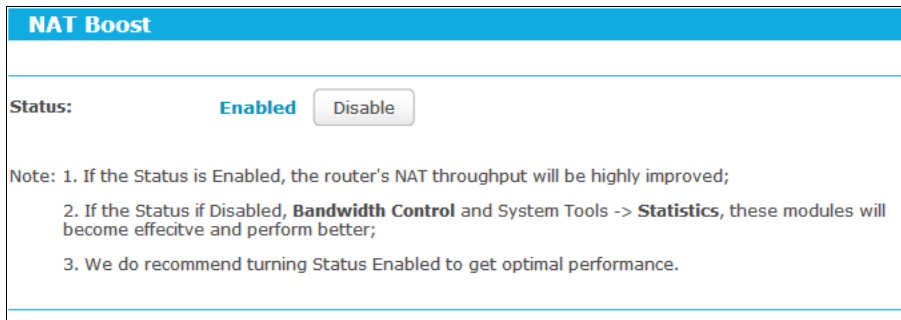 NAT Boost
Status: Enabled Disable
Note: 1. If the Status is Enabled, the router's NAT throughput will be highly improved;
2. If the Status if Disabled, Bandwidth Control and System Tools -> Statistics, these modules will
become effecitve and perform better;
3. We do recommend turning Status Enabled to get optimal performance.